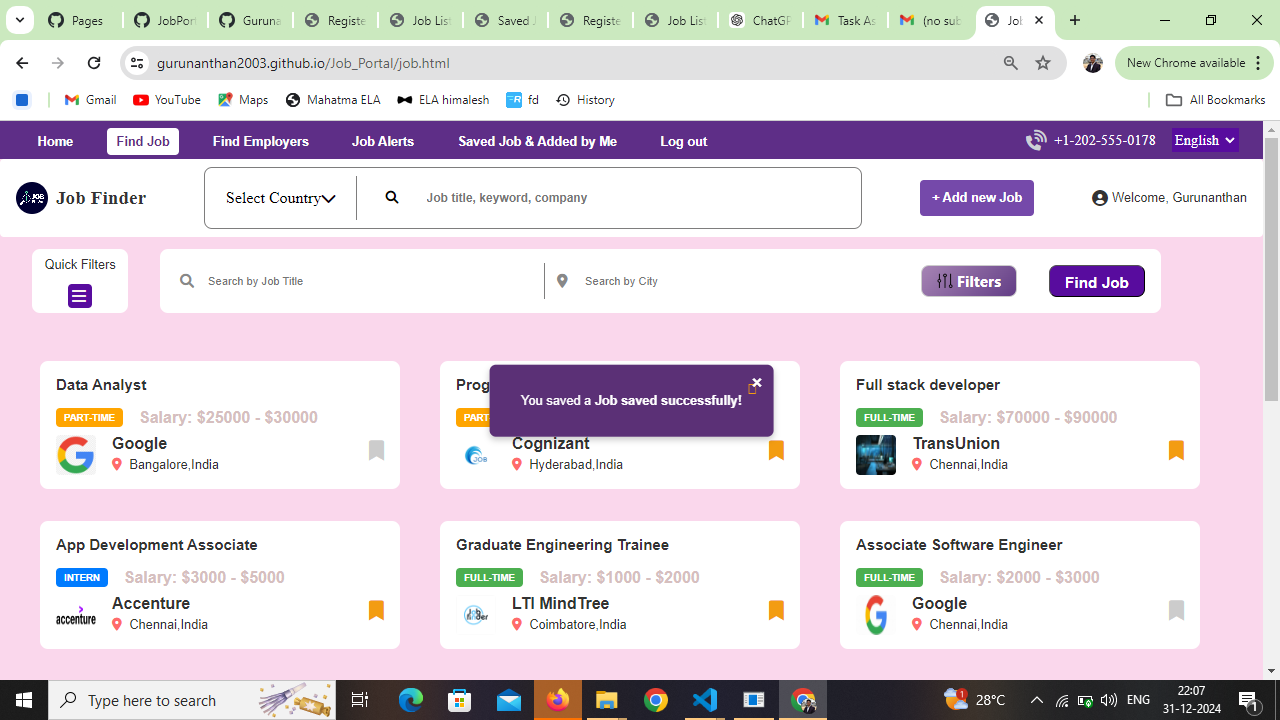 Pages
JobPort
Guruna
Registe
Job List
Saved J
Registe
Job List
ChatGP
Task As
(no sub
Job
gurunanthan2003.github.io/Job_Portal/job.html
New Chrome available
Gmail
YouTube
Maps
Mahatma ELA
ELA himalesh
fd
History
All Bookmarks
Home
Find Job
Find Employers
Job Alerts
Saved Job & Added by Me
Log out
+1-202-555-0178
English
Job Finder
Select Country
Job title, keyword, company
+ Add new Job
Welcome, Gurunanthan
Quick Filters
Search by Job Title
Search by City
Filters
Find Job
You saved a Job saved successfully!
Data Analyst
PART-TIME Salary: $25000 - $30000
Google
Bangalore,India
Prog
PART
Cognizant
Hyderabad,India
Full stack developer
FULL-TIME Salary: $70000 - $90000
TransUnion
Chennai,India
App Development Associate
INTERN Salary: $3000 - $5000
accenture
Accenture
Chennai,India
Graduate Engineering Trainee
FULL-TIME Salary: $1000 - $2000
LTI MindTree
Coimbatore,India
Associate Software Engineer
FULL-TIME Salary: $2000 - $3000
Google
Chennai,India
Type here to search
1
28°C
ENG
22:07
31-12-2024
1